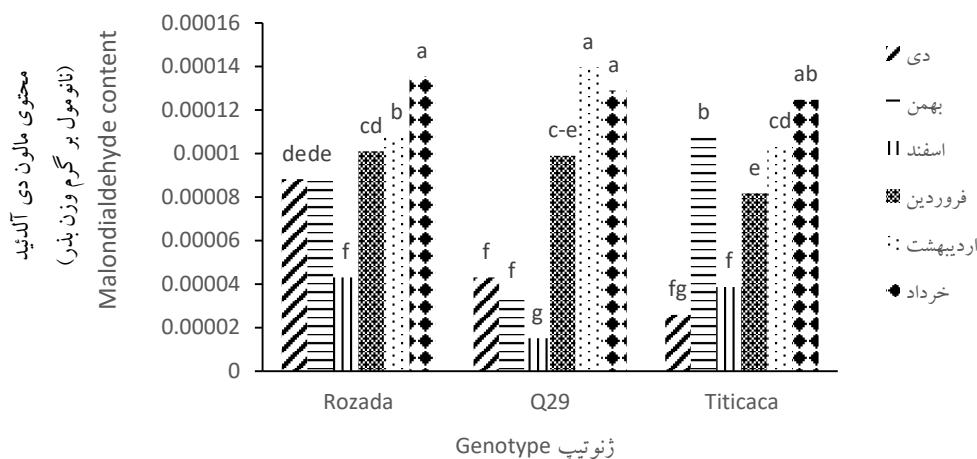 محتوی مالون دی آلدئید
(نانومول بر گرم وزن بذر)
Malondialdehyde content
0.00016
0.00014
0.00012
0.0001
0.00008
0.00006
0.00004
0.00002
0
de de f cd b a
f f g c-e a a
fg b f e cd ab
Rozada Q29 Titicaca
ژنوتیپ Genotype
دی
بهمن
اسفند
فروردین
اردیبهشت
خرداد